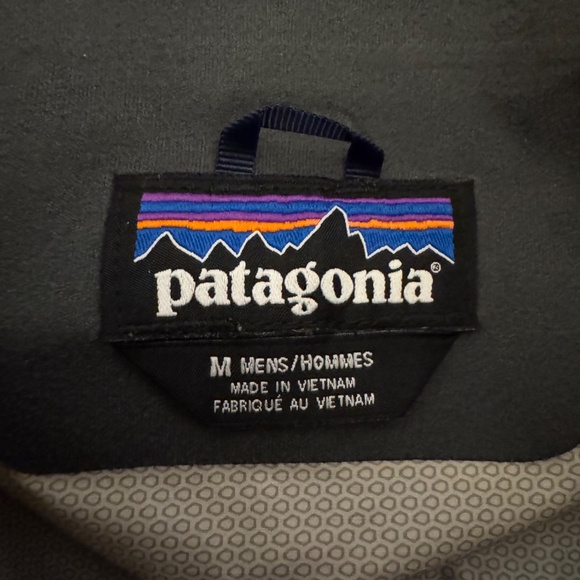 patagonia®
M MENS/HOMMES
MADE IN VIETNAM
FABRIQUÉ AU VIETNAM